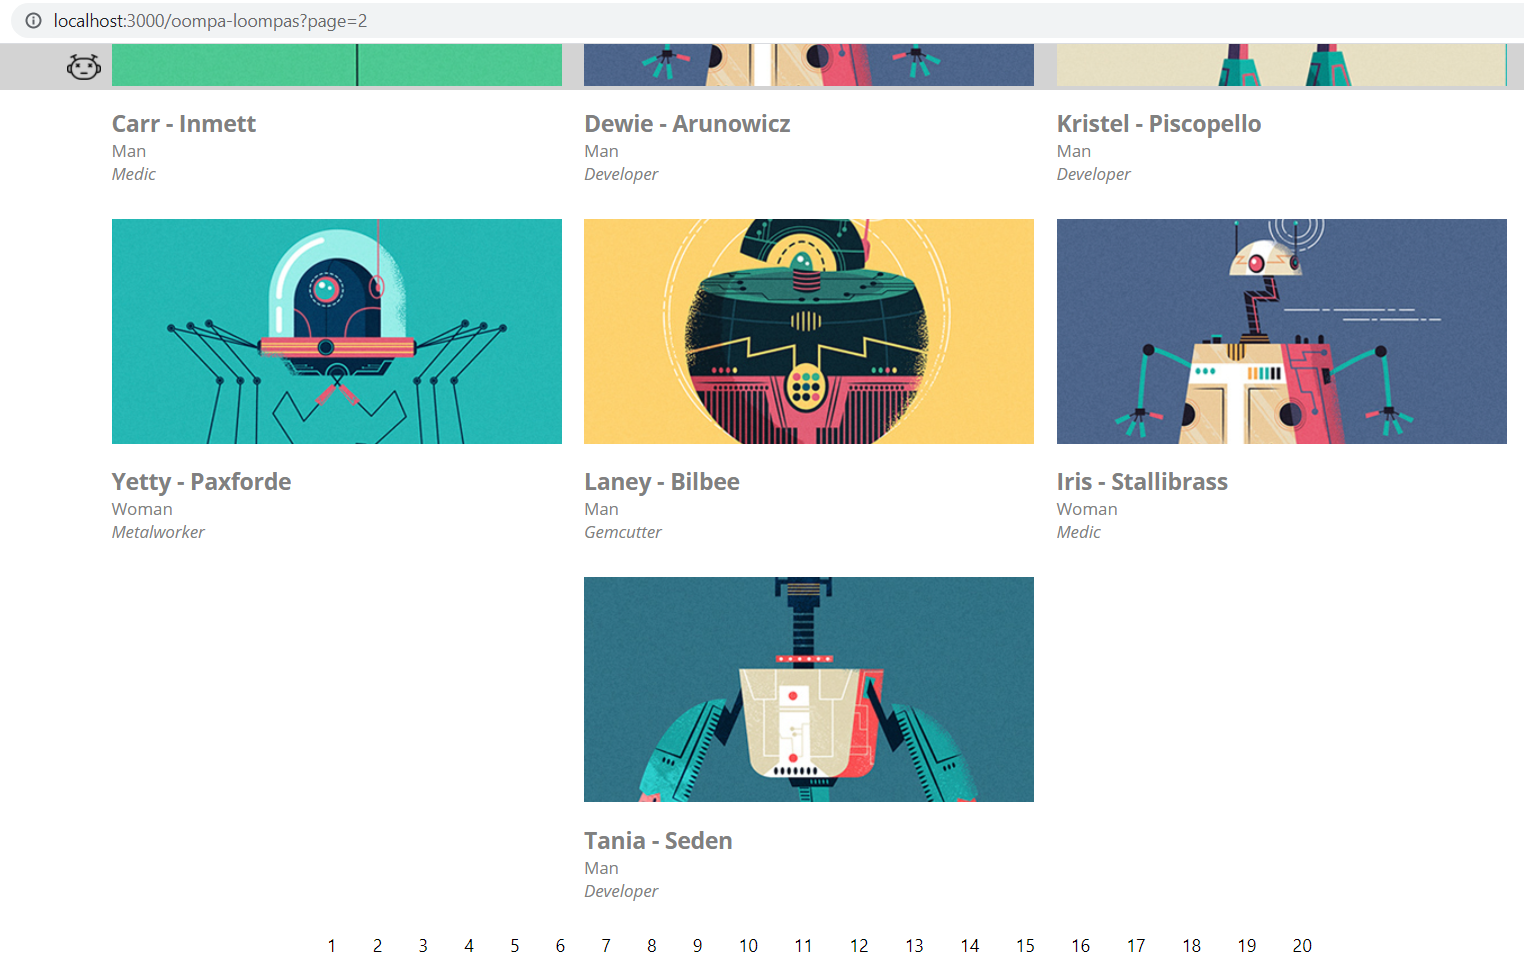 localhost:3000/oompa-loompas?page=2
Carr - Inmett
Man
Medic
Dewie - Arunowicz
Man
Developer
Kristel - Piscopello
Man
Developer
Yetty - Paxforde
Woman
Metalworker
Laney - Bilbee
Man
Gemcutter
Iris - Stallibrass
Woman
Medic
Tania - Seden
Man
Developer
1 2 3 4 5 6 7 8 9 10 11 12 13 14 15 16 17 18 19 20